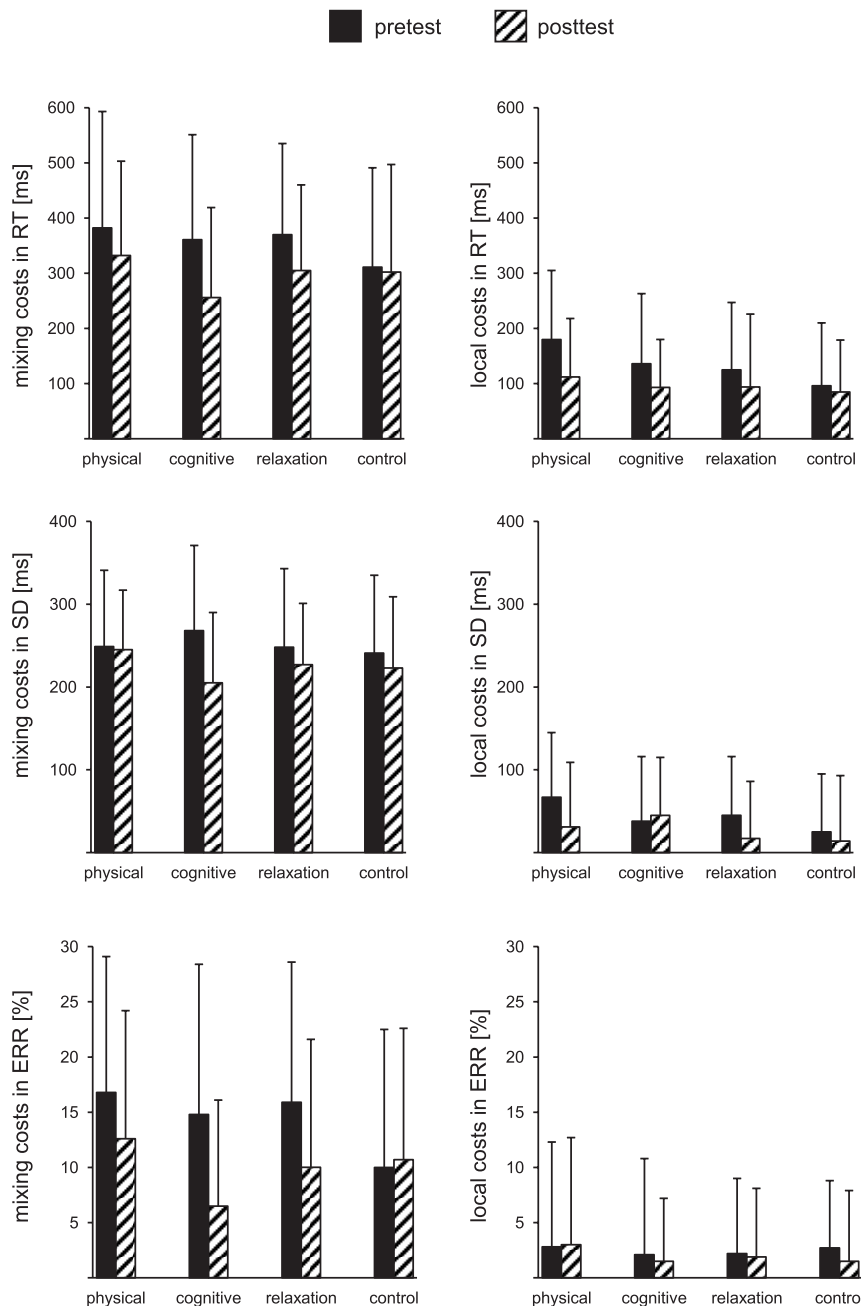 pretest posttest
mixing costs in RT [ms]
600
500
400
300
200
100
physical cognitive relaxation control
local costs in RT [ms]
600
500
400
300
200
100
physical cognitive relaxation control
mixing costs in SD [ms]
400
300
200
100
physical cognitive relaxation control
local costs in SD [ms]
400
300
200
100
physical cognitive relaxation control
mixing costs in ERR [%]
30
25
20
15
10
5
physical cognitive relaxation control
local costs in ERR [%]
30
25
20
15
10
5
physical cognitive relaxation control